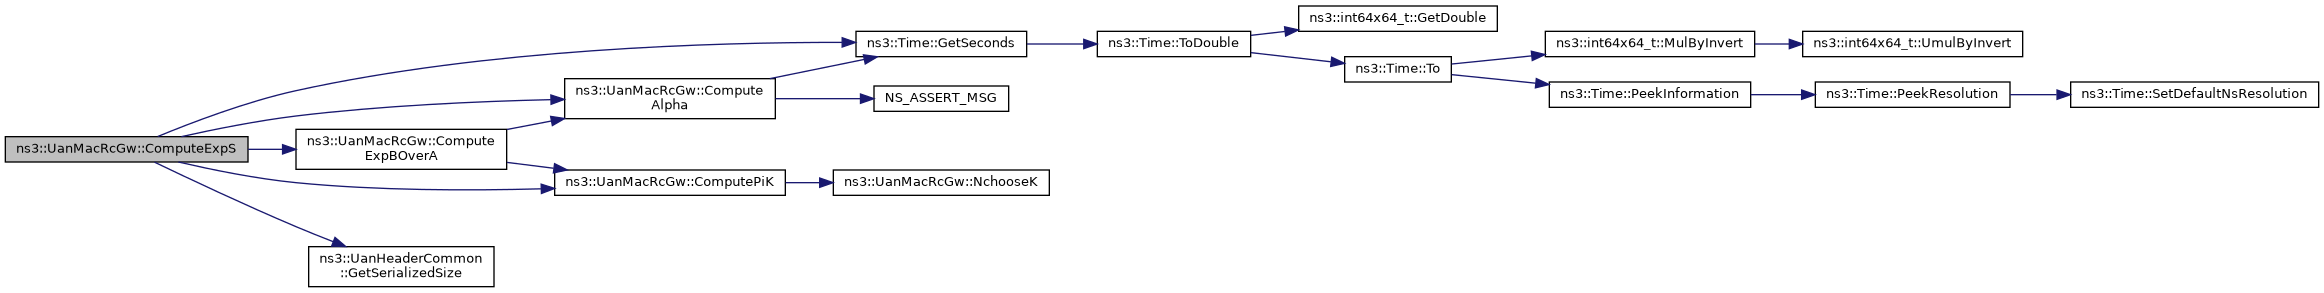 ns3::UanMacRcGw::ComputeExpS
ns3::Time::GetSeconds
ns3::UanMacRcGw::Compute
Alpha
ns3::UanMacRcGw::Compute
ExpBOverA
ns3::UanMacRcGw::ComputePiK
ns3::UanHeaderCommon
::GetSerializedSize
ns3::Time::ToDouble
NS_ASSERT_MSG
ns3::UanMacRcGw::NchooseK
ns3::int64x64_t::GetDouble
ns3::Time::To
ns3::int64x64_t::MulByInvert
ns3::Time::PeekInformation
ns3::int64x64_t::UmulByInvert
ns3::Time::PeekResolution
ns3::Time::SetDefaultNsResolution